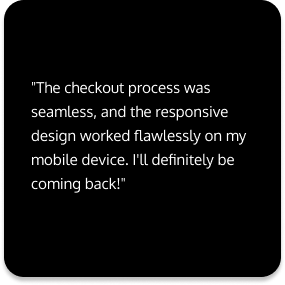 "The checkout process was
seamless, and the responsive
design worked flawlessly on my
mobile device. I'll definitely be
coming back!"